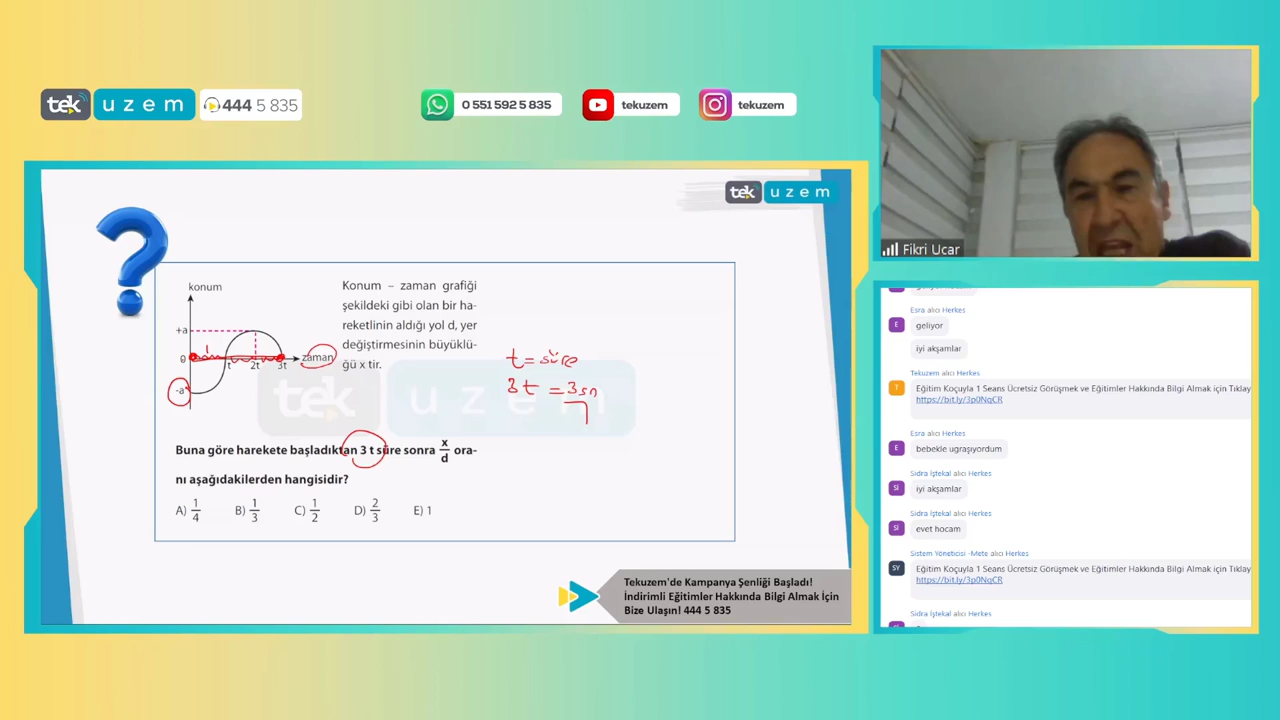 tek uzem 444 5 835
0 551 592 5 835
tekuzem
tekuzem
tek uzem
konum
+a
0
-a
t 2t 3t
zaman
Konum – zaman grafiği
şekildeki gibi olan bir ha-
reketlinin aldığı yol d, yer
değiştirmesinin büyüklü-
ğü x tir.
t = süre
3t = 3sn
tek uzem
Buna göre harekete başladıktan 3 t süre sonra x/d ora-
nı aşağıdakilerden hangisidir?
A) 1/4 B) 1/3 C) 1/2 D) 2/3 E) 1
Tekuzem'de Kampanya Şenliği Başladı!
İndirimli Eğitimler Hakkında Bilgi Almak İçin
Bize Ulaşın! 444 5 835
Fikri Ucar
Esra alıcı Herkes
E
geliyor
iyi akşamlar
Tekuzem alıcı Herkes
T
Eğitim Koçuyla 1 Seans Ücretsiz Görüşmek ve Eğitimler Hakkında Bilgi Almak için Tıklay
https://bit.ly/3p0NqCR
Esra alıcı Herkes
E
bebekle ugraşıyordum
Sidra İştekal alıcı Herkes
Sİ
iyi akşamlar
Sidra İştekal alıcı Herkes
Sİ
evet hocam
Sistem Yöneticisi -Mete alıcı Herkes
SY
Eğitim Koçuyla 1 Seans Ücretsiz Görüşmek ve Eğitimler Hakkında Bilgi Almak için Tıklay
https://bit.ly/3p0NqCR
Sidra İştekal alıcı Herkes